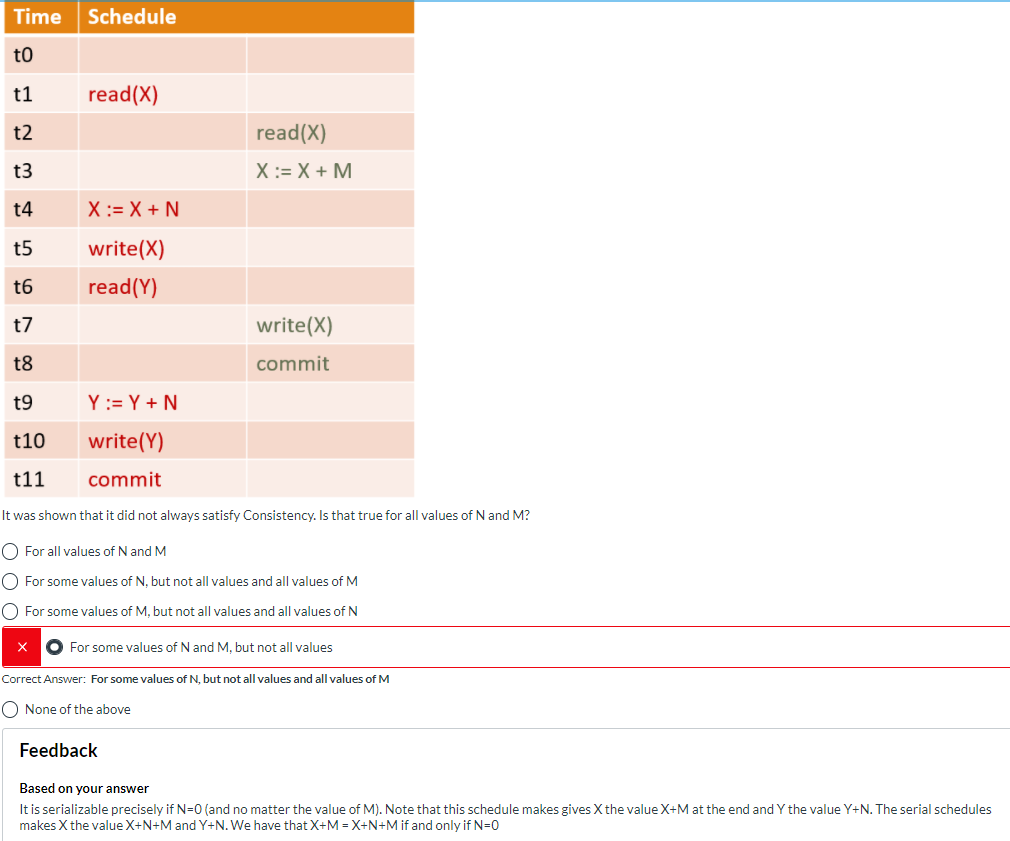 Time Schedule
t0
t1 read(X)
t2 read(X)
t3 X := X + M
t4 X := X + N
t5 write(X)
t6 read(Y)
t7 write(X)
t8 commit
t9 Y := Y + N
t10 write(Y)
t11 commit
It was shown that it did not always satisfy Consistency. Is that true for all values of N and M?
For all values of N and M
For some values of N, but not all values and all values of M
For some values of M, but not all values and all values of N
For some values of N and M, but not all values
Correct Answer: For some values of N, but not all values and all values of M
None of the above
Feedback
Based on your answer
It is serializable precisely if N=0 (and no matter the value of M). Note that this schedule makes gives X the value X+M at the end and Y the value Y+N. The serial schedules
makes X the value X+N+M and Y+N. We have that X+M = X+N+M if and only if N=0